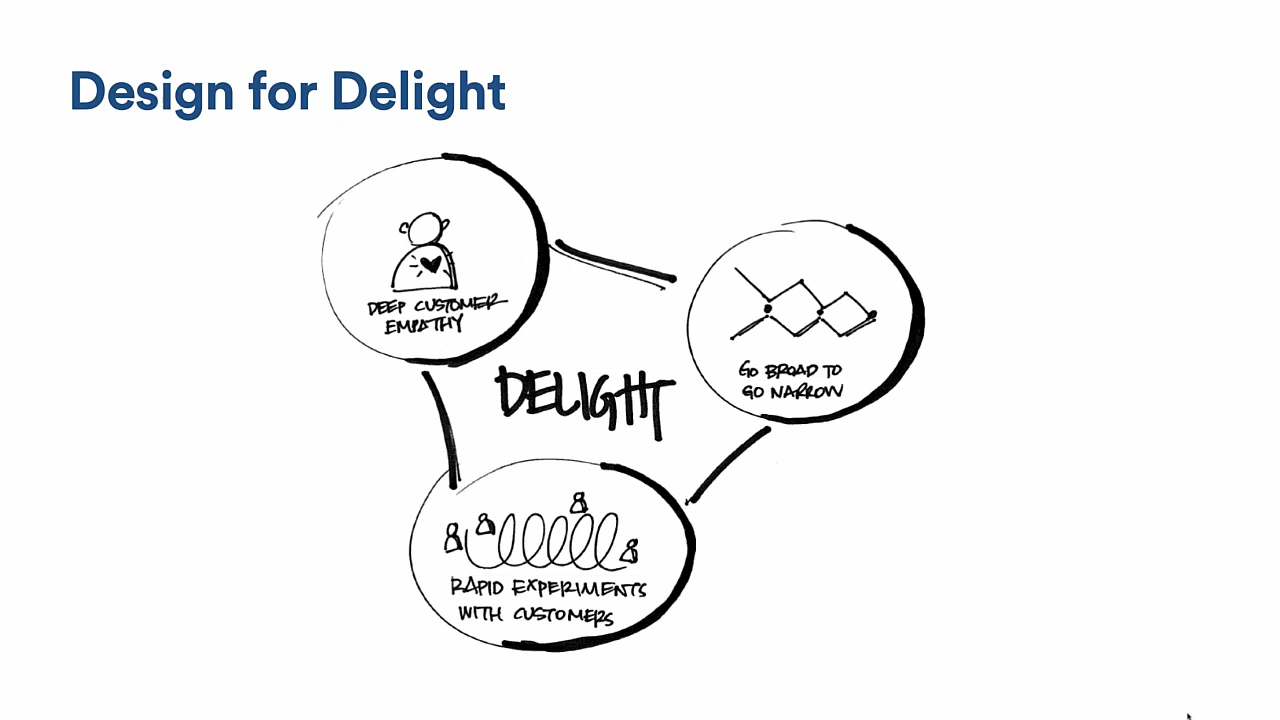 Design for Delight
DEEP CUSTOMER
EMPATHY
GO BROAD TO
GO NARROW
DELIGHT
RAPID EXPERIMENTS
WITH CUSTOMERS